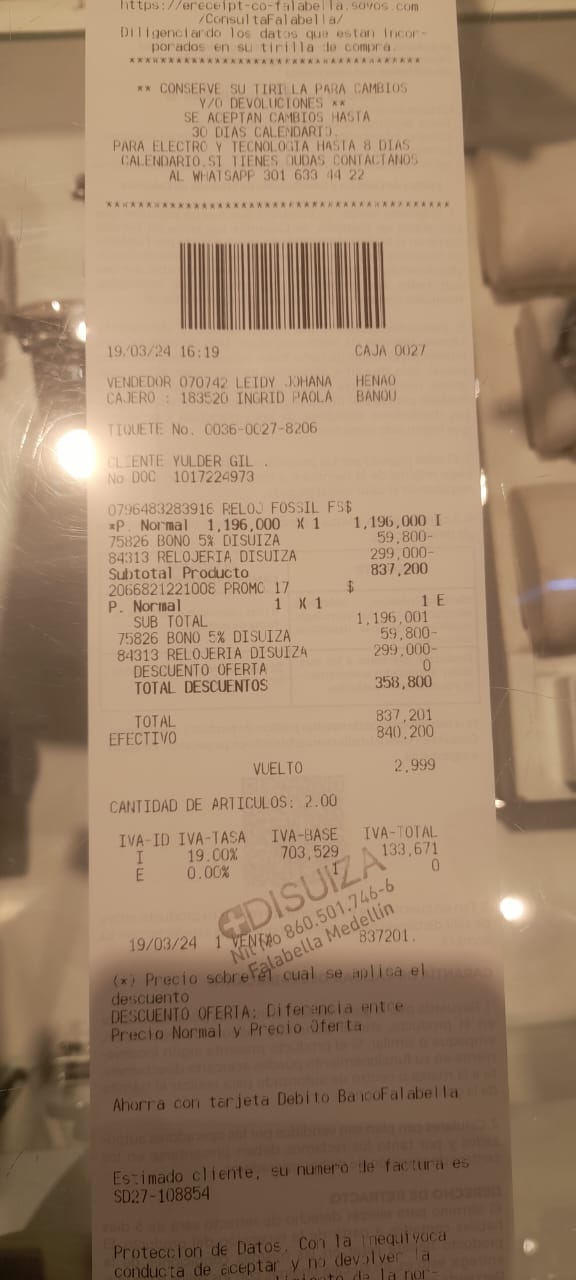 https://ereceipt-co-falabella.sovos.com
/ConsultaFalabella/
Diligenciando los datos que estan incor-
porados en su tirilla de compra.
****************************************
** CONSERVE SU TIRILLA PARA CAMBIOS
Y/O DEVOLUCIONES **
SE ACEPTAN CAMBIOS HASTA
30 DIAS CALENDARIO.
PARA ELECTRO Y TECNOLOGIA HASTA 8 DIAS
CALENDARIO.SI TIENES DUDAS CONTACTANOS
AL WHATSAPP 301 633 44 22
****************************************
19/03/24 16:19 CAJA 0027
VENDEDOR 070742 LEIDY JOHANA HENAO
CAJERO : 183520 INGRID PAOLA BANOU
TIQUETE No. 0036-0027-8206
CLIENTE YULDER GIL .
No DOC 1017224973
0796483283916 RELOJ FOSSIL FS$
*P. Normal 1,196,000 X 1 1,196,000 I
75826 BONO 5% DISUIZA 59,800-
84313 RELOJERIA DISUIZA 299,000-
Subtotal Producto 837,200
2066821221008 PROMO 17 $
P. Normal 1 X 1 1 E
SUB TOTAL 1,196,001
75826 BONO 5% DISUIZA 59,800-
84313 RELOJERIA DISUIZA 299,000-
DESCUENTO OFERTA 0
TOTAL DESCUENTOS 358,800
TOTAL 837,201
EFECTIVO 840,200
VUELTO 2,999
CANTIDAD DE ARTICULOS: 2.00
IVA-ID IVA-TASA IVA-BASE IVA-TOTAL
I 19.00% 703,529 133,671
E 0.00% 1 0
DISUIZA
Nit No 860.501.746-6
Falabella Medellin
19/03/24 1 VENTA 837201.
(*) Precio sobre el cual se aplica el
descuento
DESCUENTO OFERTA: Diferencia entre
Precio Normal y Precio Oferta
Ahorra con tarjeta Debito BancoFalabella
Estimado cliente, su numero de factura es
SD27-108854
Proteccion de Datos. Con la inequivoca
conducta de aceptar y no devolver la
de la nor-